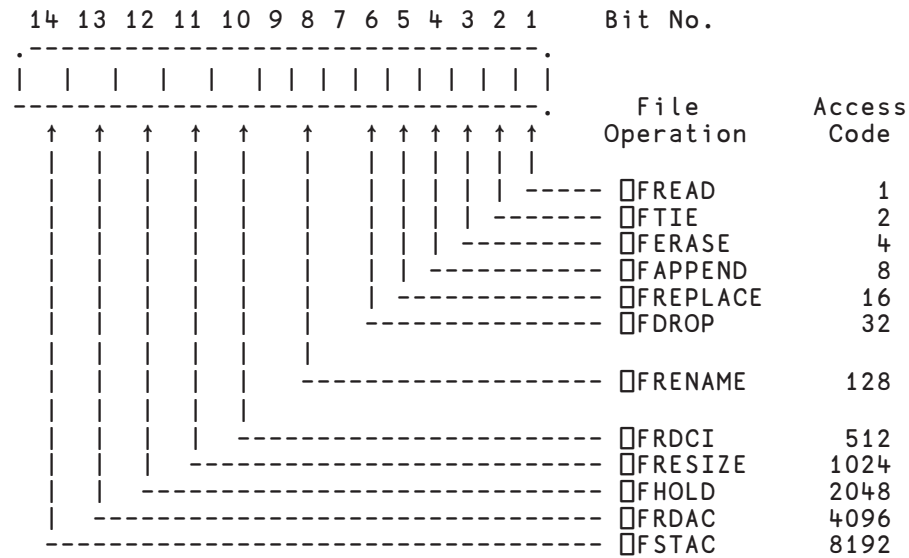 14 13 12 11 10 9 8 7 6 5 4 3 2 1 Bit No.
File Access
Operation Code
⎕FREAD 1
⎕FTIE 2
⎕FERASE 4
⎕FAPPEND 8
⎕FREPLACE 16
⎕FDROP 32
⎕FRENAME 128
⎕FRDCI 512
⎕FRESIZE 1024
⎕FHOLD 2048
⎕FRDAC 4096
⎕FSTAC 8192